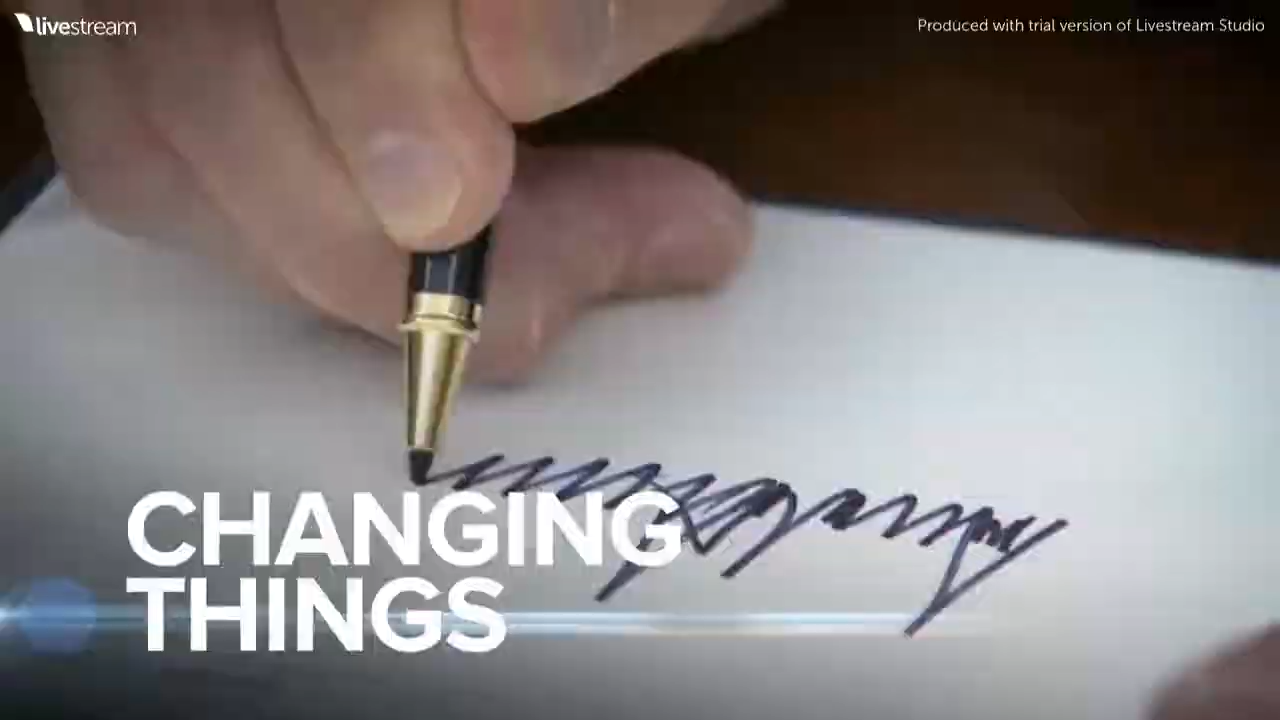 livestream
Produced with trial version of Livestream Studio
CHANGING
THINGS